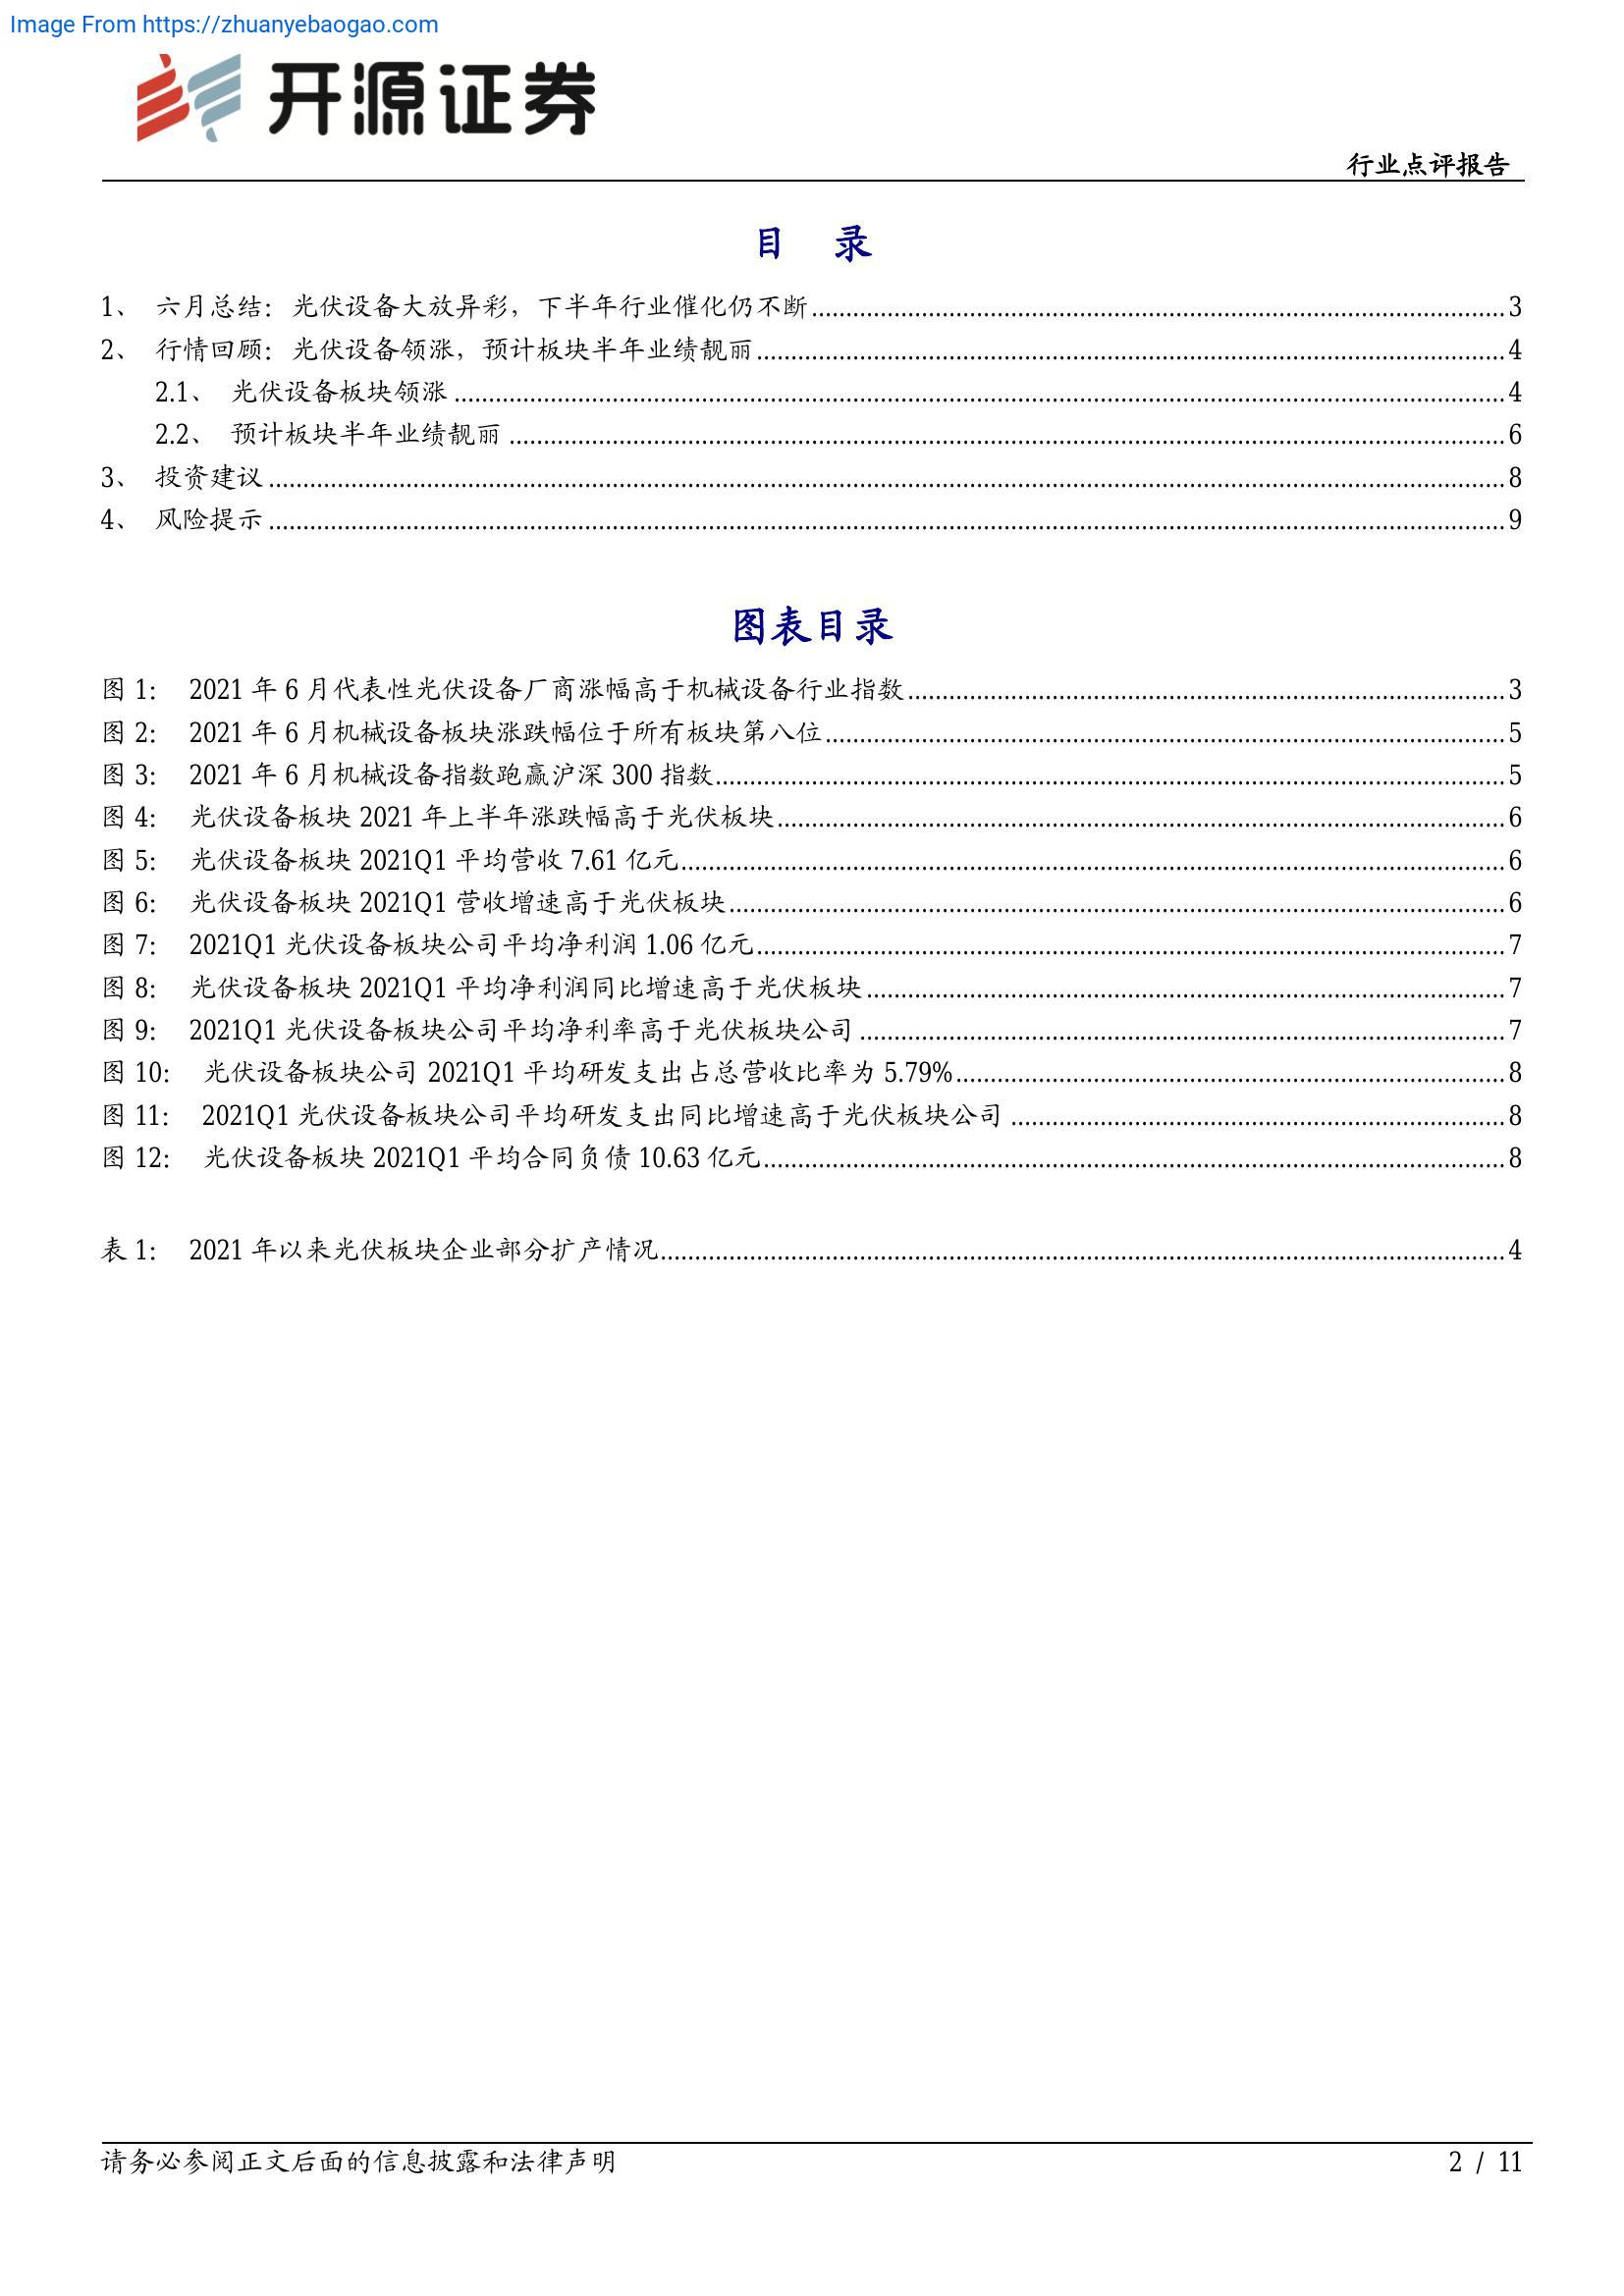 Image From https://zhuanyebaogao.com
开源证券
行业点评报告
目 录
1、 六月总结：光伏设备大放异彩，下半年行业催化仍不断 3
2、 行情回顾：光伏设备领涨，预计板块半年业绩靓丽 4
2.1、 光伏设备板块领涨 4
2.2、 预计板块半年业绩靓丽 6
3、 投资建议 8
4、 风险提示 9
图表目录
图 1： 2021 年 6 月代表性光伏设备厂商涨幅高于机械设备行业指数 3
图 2： 2021 年 6 月机械设备板块涨跌幅位于所有板块第八位 5
图 3： 2021 年 6 月机械设备指数跑赢沪深 300 指数 5
图 4： 光伏设备板块 2021 年上半年涨跌幅高于光伏板块 6
图 5： 光伏设备板块 2021Q1 平均营收 7.61 亿元 6
图 6： 光伏设备板块 2021Q1 营收增速高于光伏板块 6
图 7： 2021Q1 光伏设备板块公司平均净利润 1.06 亿元 7
图 8： 光伏设备板块 2021Q1 平均净利润同比增速高于光伏板块 7
图 9： 2021Q1 光伏设备板块公司平均净利率高于光伏板块公司 7
图 10： 光伏设备板块公司 2021Q1 平均研发支出占总营收比率为 5.79% 8
图 11： 2021Q1 光伏设备板块公司平均研发支出同比增速高于光伏板块公司 8
图 12： 光伏设备板块 2021Q1 平均合同负债 10.63 亿元 8
表 1： 2021 年以来光伏板块企业部分扩产情况 4
请务必参阅正文后面的信息披露和法律声明 2 / 11